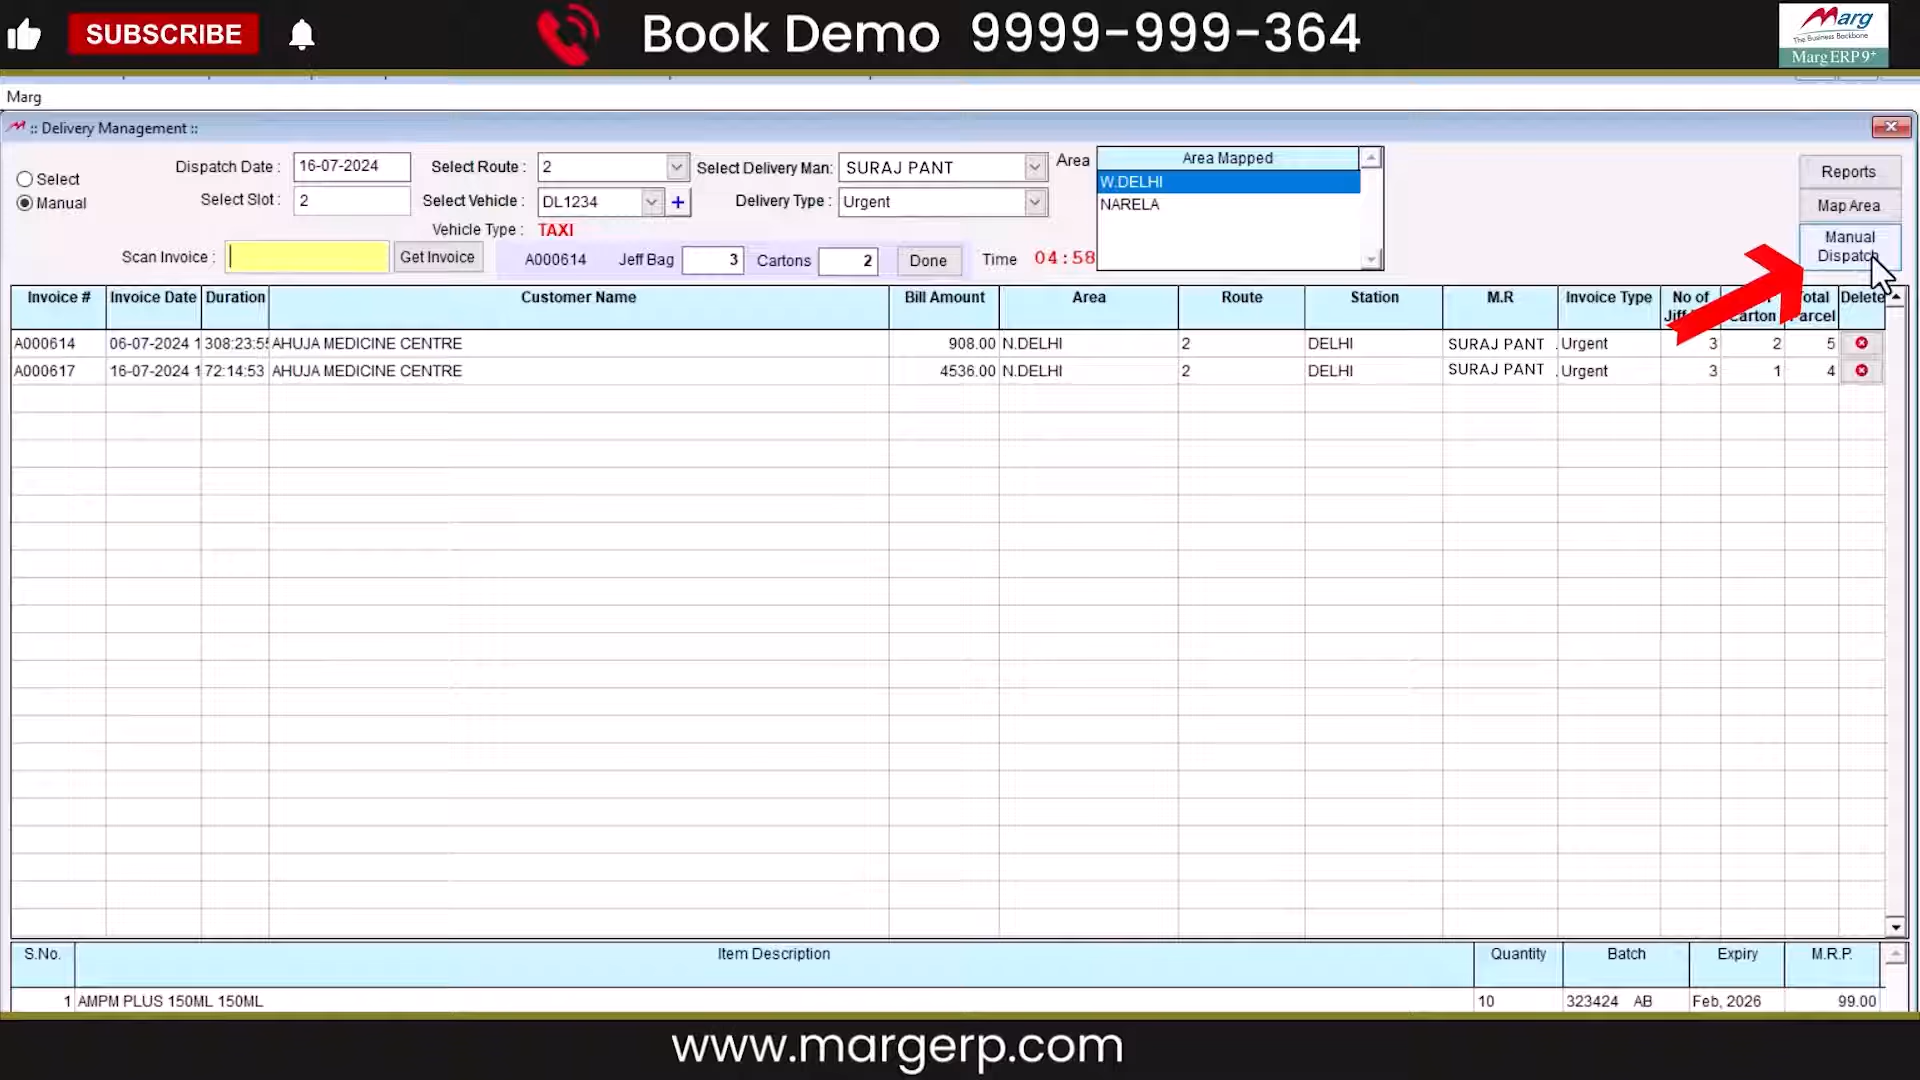 SUBSCRIBE
Book Demo 9999-999-364
Marg
The Business Backbone
Marg ERP 9+
Marg
:: Delivery Management ::
Select
Manual
Dispatch Date : 16-07-2024
Select Route : 2
Select Delivery Man: SURAJ PANT
Area
Area Mapped
W.DELHI
NARELA
Select Slot : 2
Select Vehicle : DL1234 +
Delivery Type : Urgent
Vehicle Type : TAXI
Reports
Map Area
Manual
Dispatch
Scan Invoice : Get Invoice A000614 Jeff Bag 3 Cartons 2 Done Time 04:58
Invoice # Invoice Date Duration Customer Name Bill Amount Area Route Station M.R Invoice Type No of Total Delete
Carton
A000614 06-07-2024 1 308:23:5 AHUJA MEDICINE CENTRE 908.00 N.DELHI 2 DELHI SURAJ PANT . Urgent 3 2 5
A000617 16-07-2024 1 72:14:53 AHUJA MEDICINE CENTRE 4536.00 N.DELHI 2 DELHI SURAJ PANT . Urgent 3 1 4
S.No. Item Description Quantity Batch Expiry M.R.P.
1 AMPM PLUS 150ML 150ML 10 323424 AB Feb, 2026 99.00
www.margerp.com